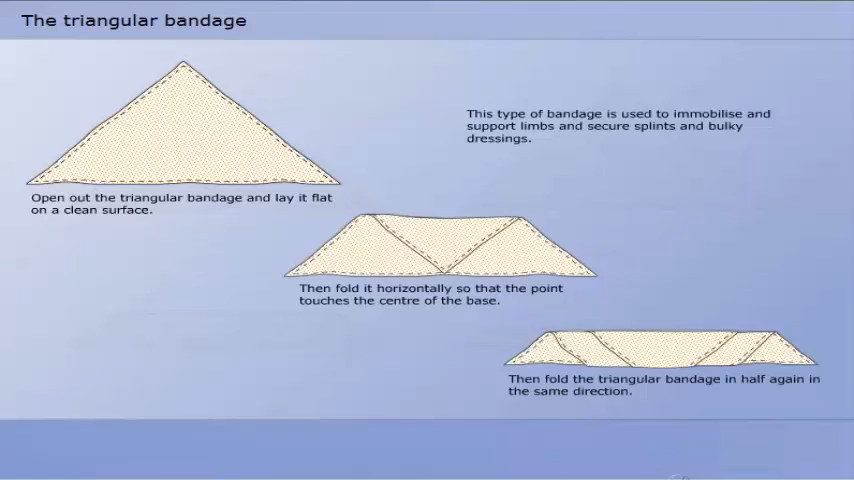 The triangular bandage
This type of bandage is used to immobilise and
support limbs and secure splints and bulky
dressings.
Open out the triangular bandage and lay it flat
on a clean surface.
Then fold it horizontally so that the point
touches the centre of the base.
Then fold the triangular bandage in half again in
the same direction.